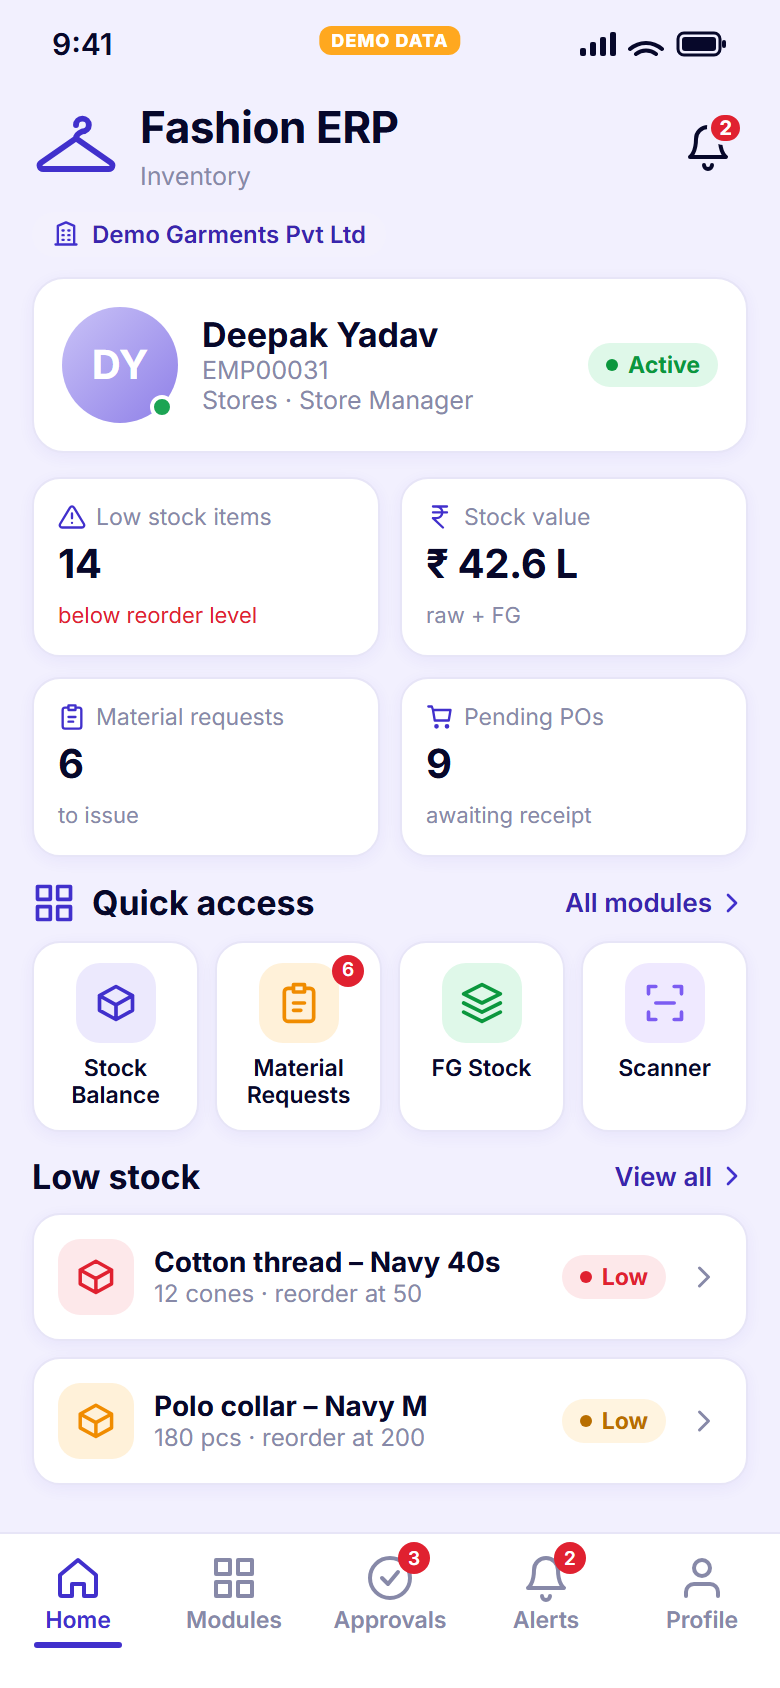 9:41
DEMO DATA
Fashion ERP
Inventory
2
Demo Garments Pvt Ltd
DY
Deepak Yadav
EMP00031
Stores · Store Manager
Active
Low stock items
14
below reorder level
₹ Stock value
₹ 42.6 L
raw + FG
Material requests
6
to issue
Pending POs
9
awaiting receipt
Quick access
All modules
Stock
Balance
6
Material
Requests
FG Stock
Scanner
Low stock
View all
Cotton thread – Navy 40s
12 cones · reorder at 50
Low
Polo collar – Navy M
180 pcs · reorder at 200
Low
Home
Modules
3
Approvals
2
Alerts
Profile